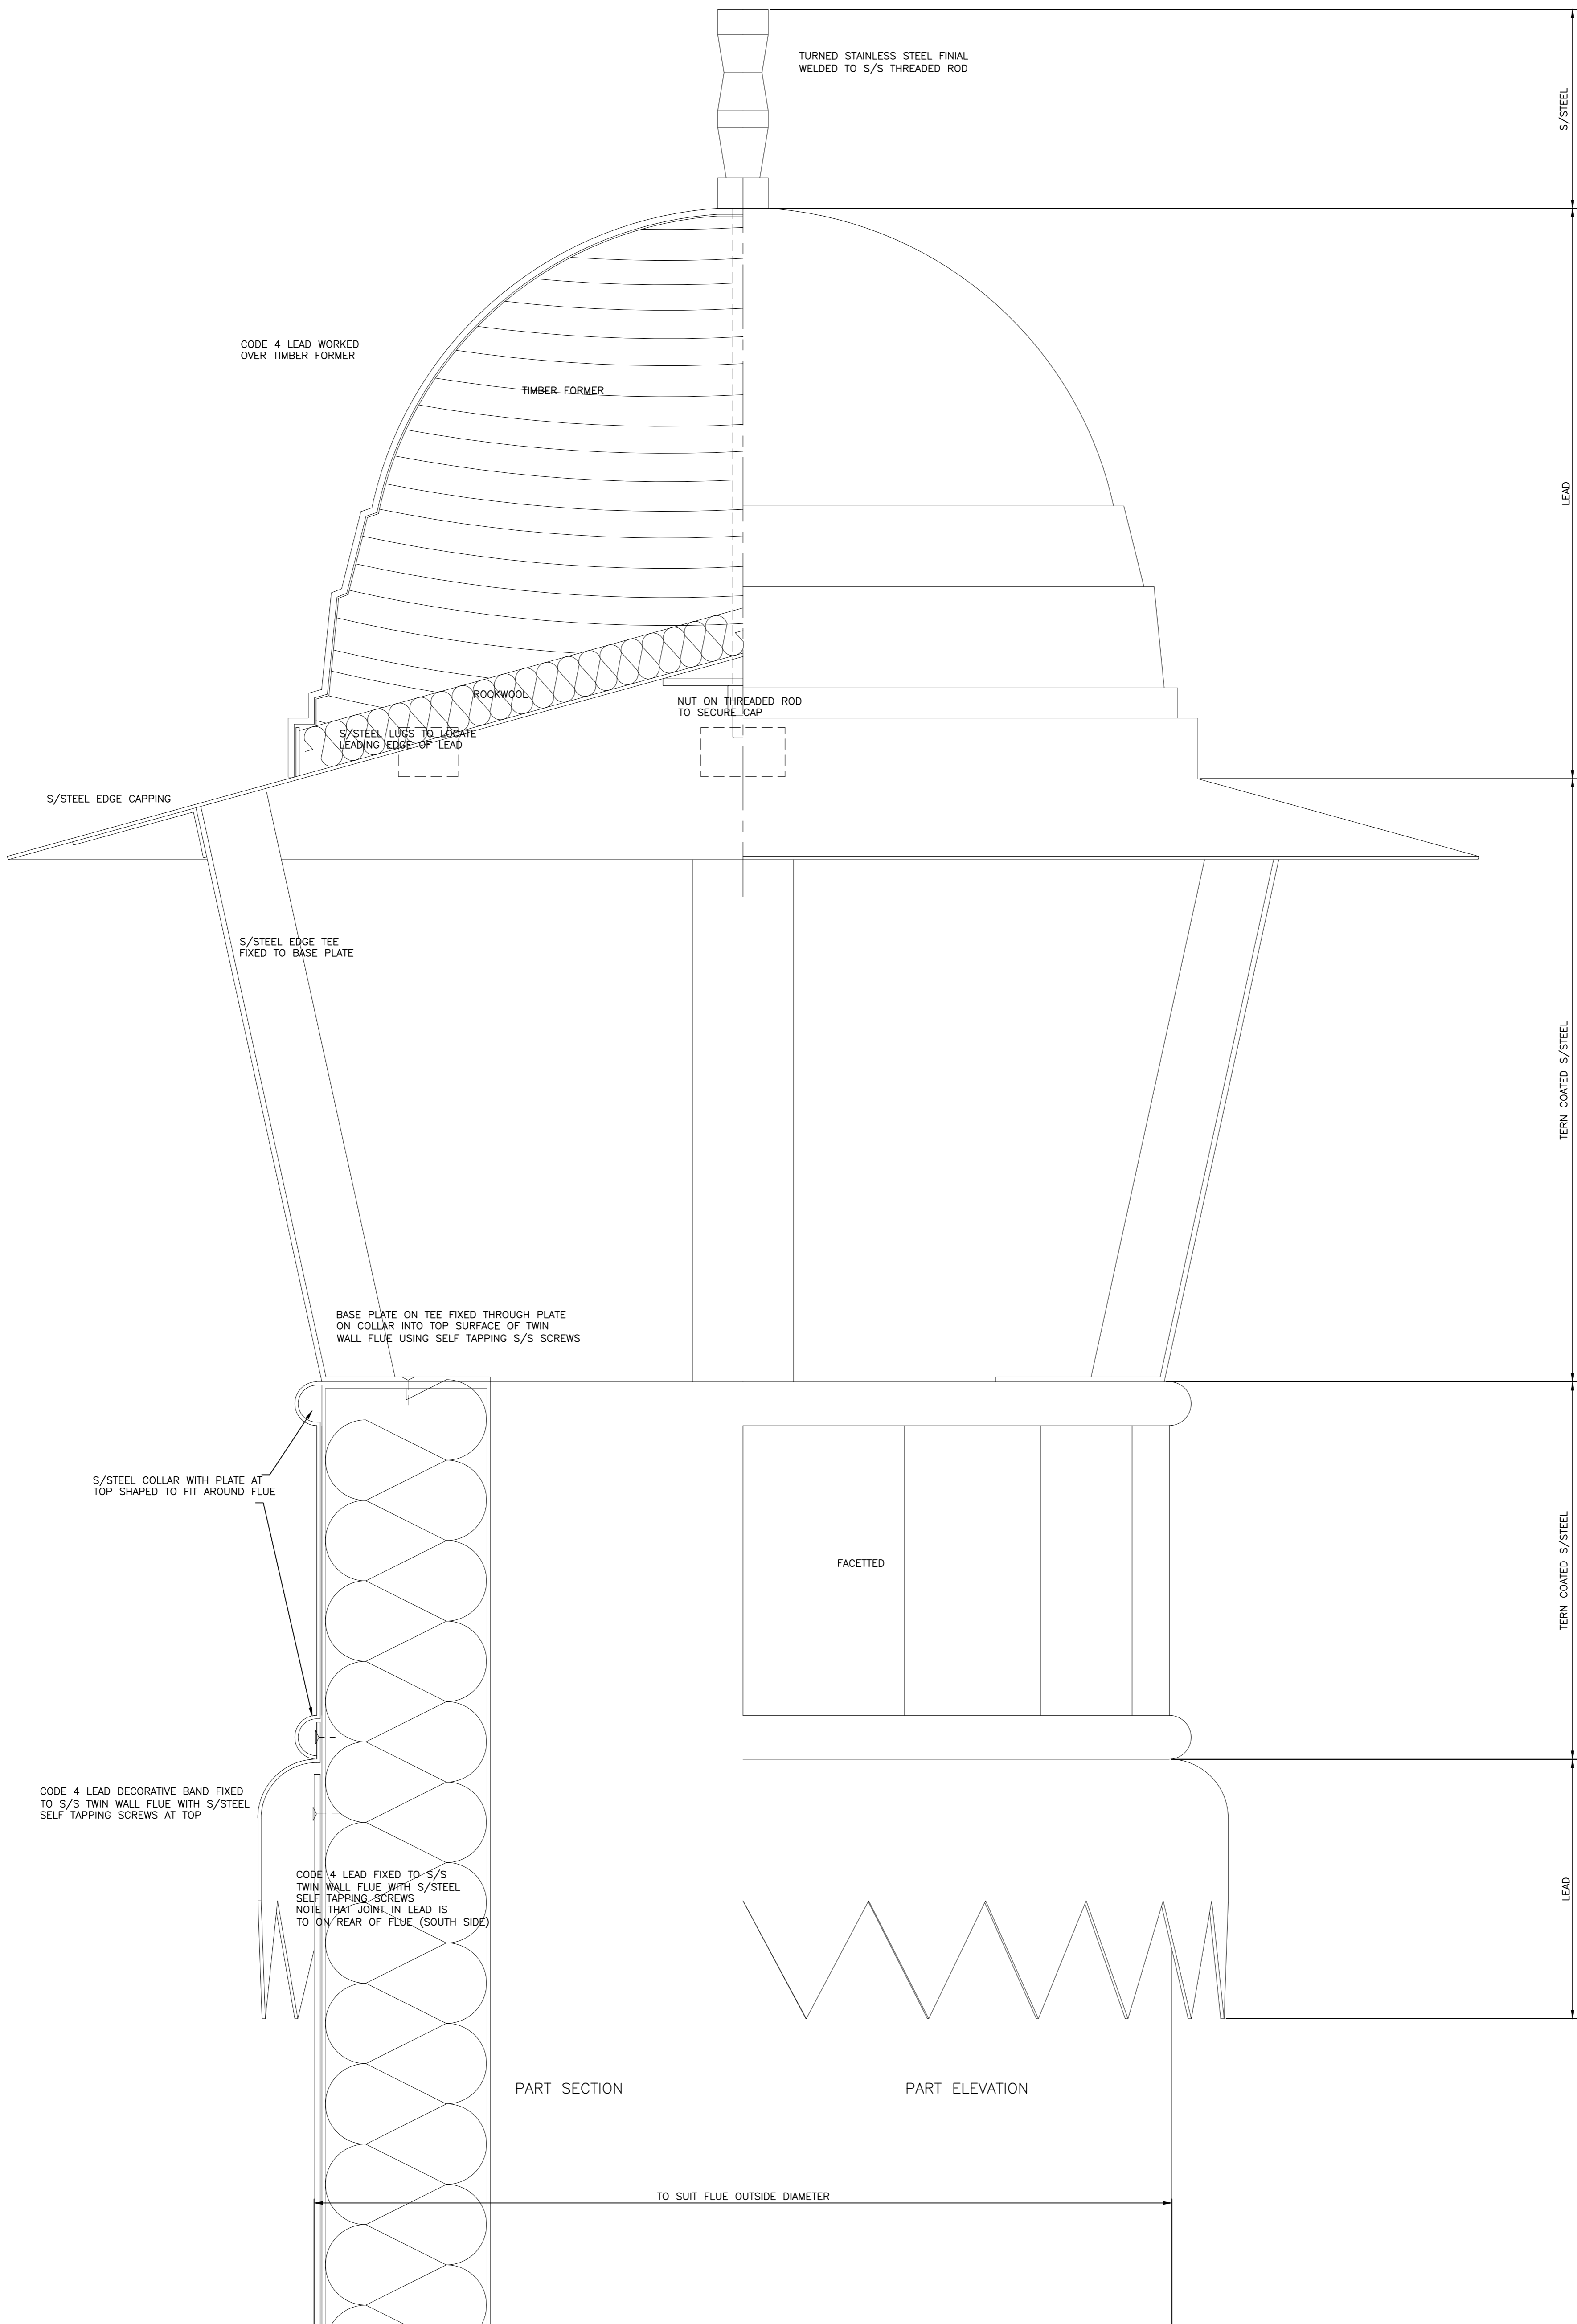 TURNED STAINLESS STEEL FINIAL
WELDED TO S/S THREADED ROD
S/STEEL
CODE 4 LEAD WORKED
OVER TIMBER FORMER
TIMBER FORMER
LEAD
ROCKWOOL
NUT ON THREADED ROD
TO SECURE CAP
S/STEEL LUGS TO LOCATE
LEADING EDGE OF LEAD
S/STEEL EDGE CAPPING
S/STEEL EDGE TEE
FIXED TO BASE PLATE
TERN COATED S/STEEL
BASE PLATE ON TEE FIXED THROUGH PLATE
ON COLLAR INTO TOP SURFACE OF TWIN
WALL FLUE USING SELF TAPPING S/S SCREWS
S/STEEL COLLAR WITH PLATE AT
TOP SHAPED TO FIT AROUND FLUE
FACETTED
TERN COATED S/STEEL
CODE 4 LEAD DECORATIVE BAND FIXED
TO S/S TWIN WALL FLUE WITH S/STEEL
SELF TAPPING SCREWS AT TOP
CODE 4 LEAD FIXED TO S/S
TWIN WALL FLUE WITH S/STEEL
SELF TAPPING SCREWS
NOTE THAT JOINT IN LEAD IS
TO ON REAR OF FLUE (SOUTH SIDE)
LEAD
PART SECTION
PART ELEVATION
TO SUIT FLUE OUTSIDE DIAMETER